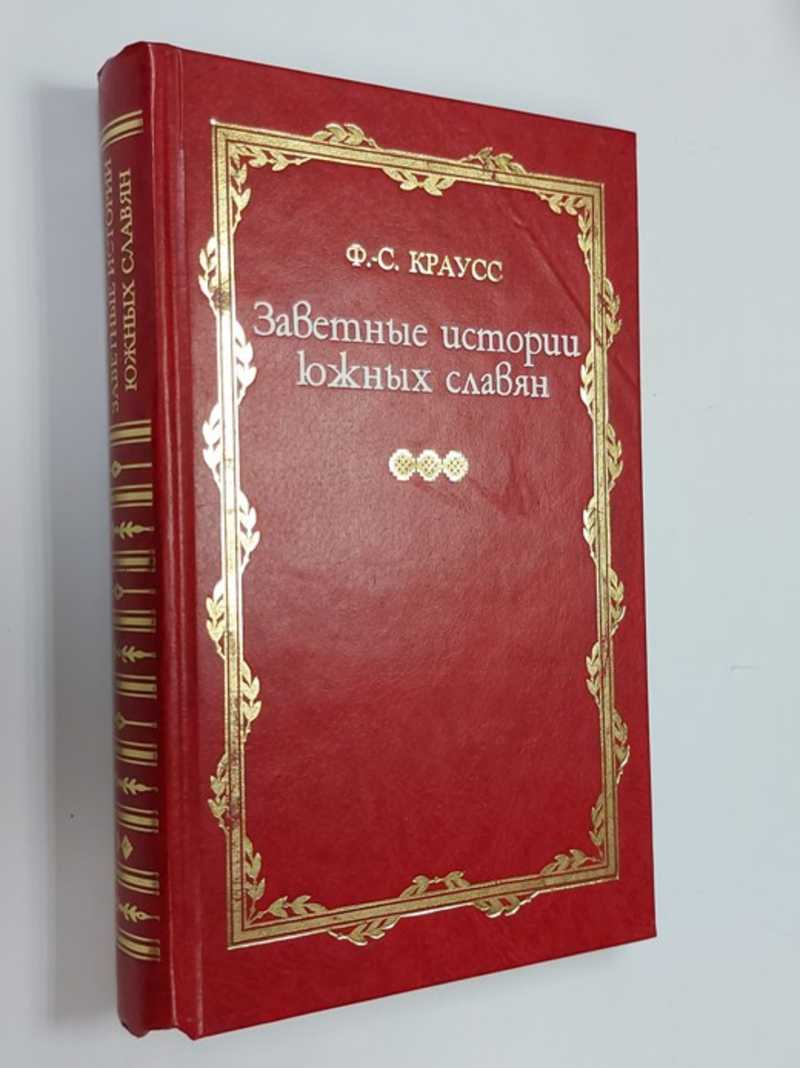 Ф.-С. КРАУСС
Заветные истории
южных славян
ЗАВЕТНЫЕ ИСТОРИИ
ЮЖНЫХ СЛАВЯН